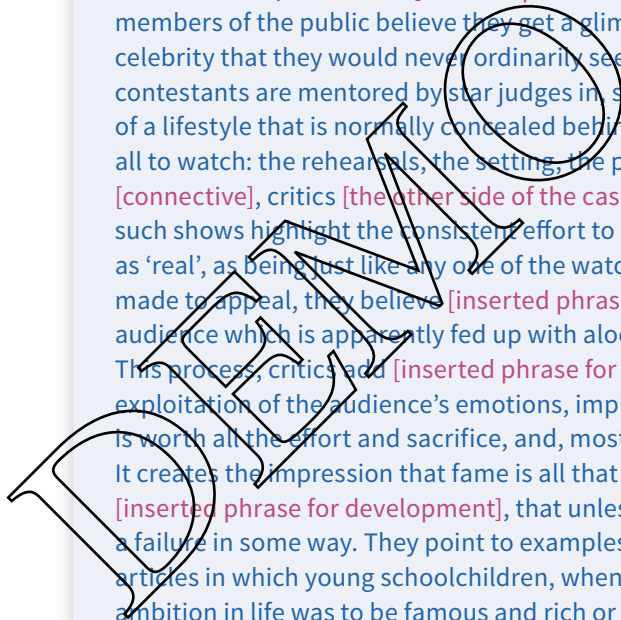 members of the public believe they get a glim
celebrity that they would never ordinarily see
contestants are mentored by star judges in, s
of a lifestyle that is normally concealed behi
all to watch: the rehearsals, the setting, the p
[connective], critics [the other side of the cas
such shows highlight the consistent effort to
as ‘real’, as being just like any one of the watc
made to appeal, they believe [inserted phras
audience which is apparently fed up with aloo
This process, critics add [inserted phrase for
exploitation of the audience’s emotions, impl
is worth all the effort and sacrifice, and, most
It creates the impression that fame is all that
[inserted phrase for development], that unles
a failure in some way. They point to examples
articles in which young schoolchildren, when
ambition in life was to be famous and rich or
DEMO